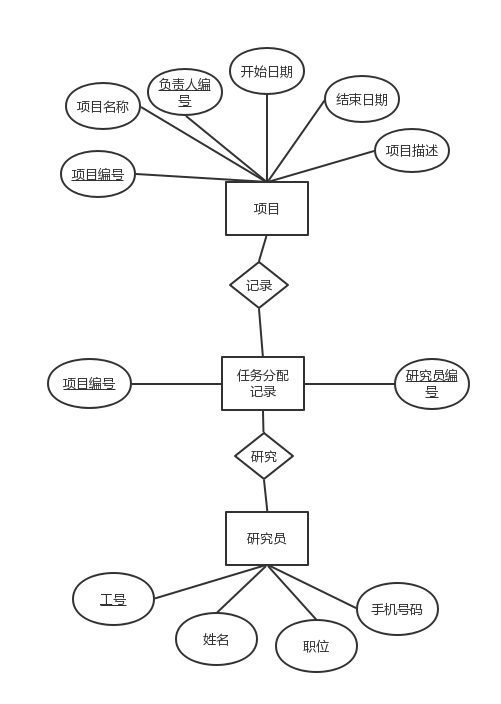 开始日期
负责人编
号
项目名称
结束日期
项目描述
项目编号
项目
记录
项目编号
任务分配
记录
研究员编
号
研究
研究员
工号
姓名
职位
手机号码